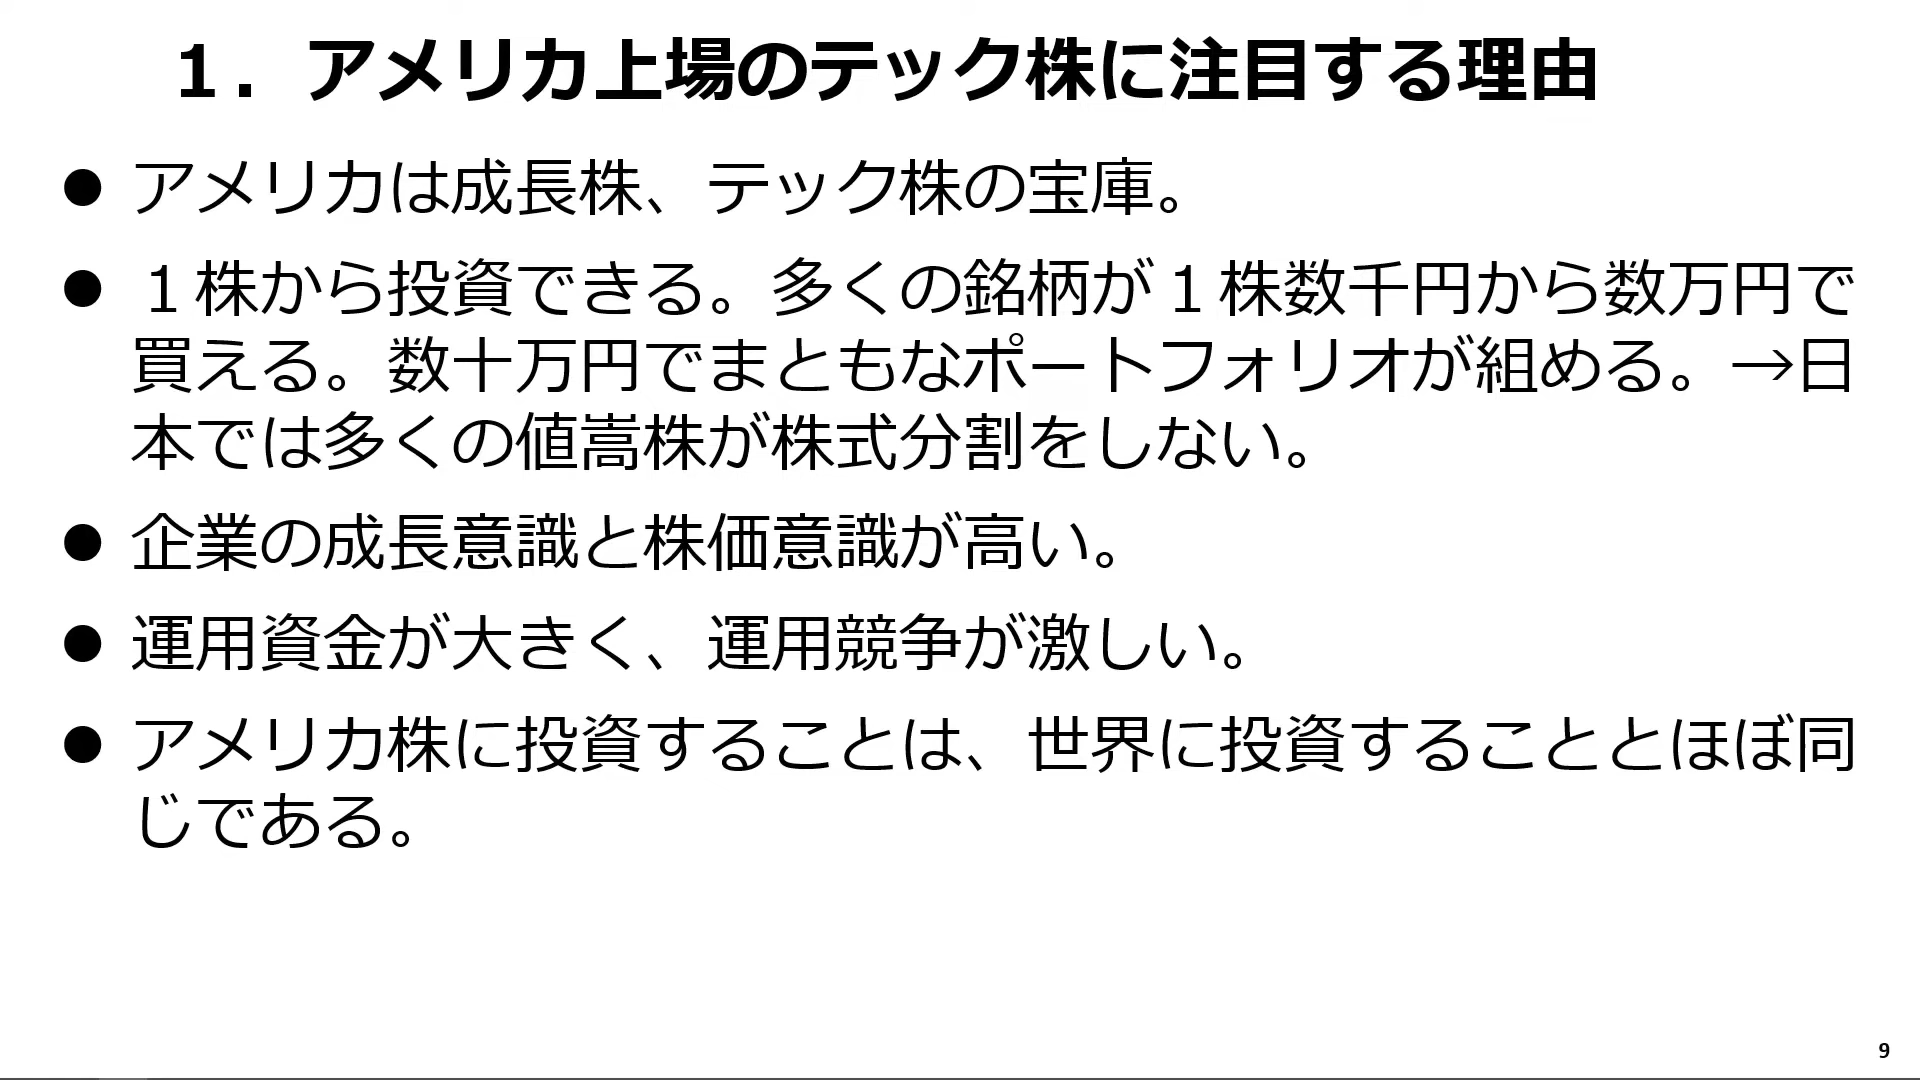 １．アメリカ上場のテック株に注目する理由
● アメリカは成長株、テック株の宝庫。
● １株から投資できる。多くの銘柄が１株数千円から数万円で
買える。数十万円でまともなポートフォリオが組める。→日
本では多くの値嵩株が株式分割をしない。
● 企業の成長意識と株価意識が高い。
● 運用資金が大きく、運用競争が激しい。
● アメリカ株に投資することは、世界に投資することとほぼ同
じである。
9